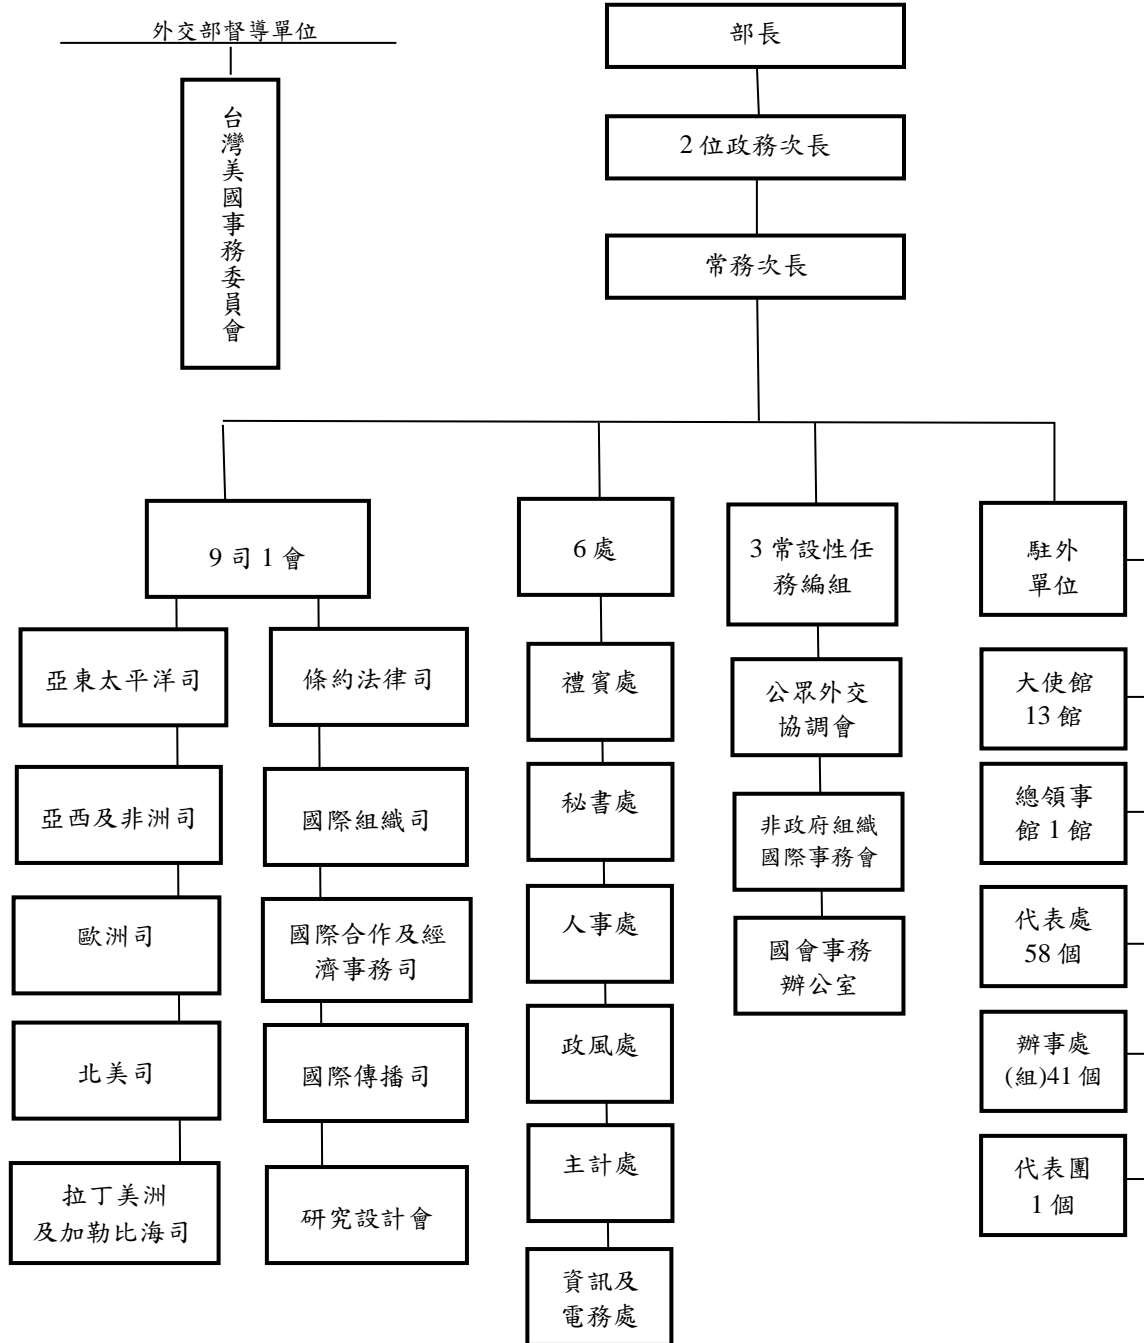 外交部督導單位
台灣美國事務委員會
部長
2位政務次長
常務次長
9司1會
亞東太平洋司
亞西及非洲司
歐洲司
北美司
拉丁美洲
及加勒比海司
條約法律司
國際組織司
國際合作及經
濟事務司
國際傳播司
研究設計會
6處
禮賓處
秘書處
人事處
政風處
主計處
資訊及
電務處
3常設性任
務編組
公眾外交
協調會
非政府組織
國際事務會
國會事務
辦公室
駐外
單位
大使館
13館
總領事
館1館
代表處
58個
辦事處
(組)41個
代表團
1個